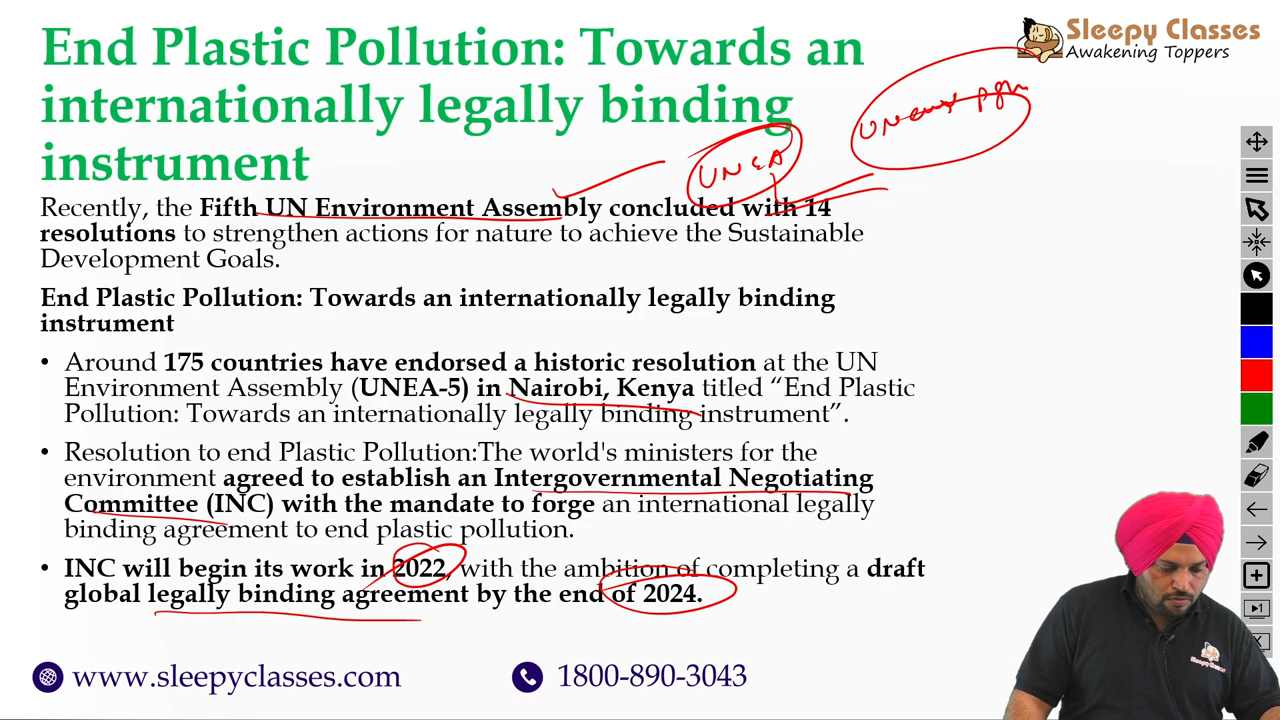 End Plastic Pollution: Towards an
internationally legally binding
instrument
Sleepy Classes
Awakening Toppers
UNEA
Recently, the Fifth UN Environment Assembly concluded with 14
resolutions to strengthen actions for nature to achieve the Sustainable
Development Goals.
End Plastic Pollution: Towards an internationally legally binding
instrument
• Around 175 countries have endorsed a historic resolution at the UN
Environment Assembly (UNEA-5) in Nairobi, Kenya titled “End Plastic
Pollution: Towards an internationally legally binding instrument”.
• Resolution to end Plastic Pollution:The world's ministers for the
environment agreed to establish an Intergovernmental Negotiating
Committee (INC) with the mandate to forge an international legally
binding agreement to end plastic pollution.
• INC will begin its work in 2022, with the ambition of completing a draft
global legally binding agreement by the end of 2024.
www.sleepyclasses.com
1800-890-3043
Sleepy Classes